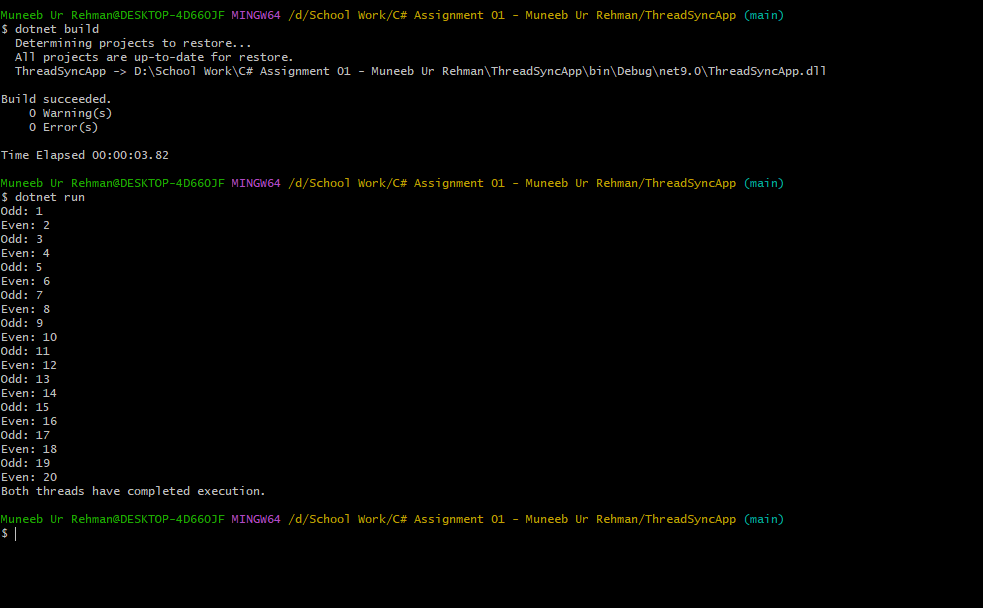 Muneeb Ur Rehman@DESKTOP-4D66OJF MINGW64 /d/School Work/C# Assignment 01 - Muneeb Ur Rehman/ThreadSyncApp (main)
$ dotnet build
  Determining projects to restore...
  All projects are up-to-date for restore.
  ThreadSyncApp -> D:\School Work\C# Assignment 01 - Muneeb Ur Rehman\ThreadSyncApp\bin\Debug\net9.0\ThreadSyncApp.dll

Build succeeded.
    0 Warning(s)
    0 Error(s)

Time Elapsed 00:00:03.82

Muneeb Ur Rehman@DESKTOP-4D66OJF MINGW64 /d/School Work/C# Assignment 01 - Muneeb Ur Rehman/ThreadSyncApp (main)
$ dotnet run
Odd: 1
Even: 2
Odd: 3
Even: 4
Odd: 5
Even: 6
Odd: 7
Even: 8
Odd: 9
Even: 10
Odd: 11
Even: 12
Odd: 13
Even: 14
Odd: 15
Even: 16
Odd: 17
Even: 18
Odd: 19
Even: 20
Both threads have completed execution.

Muneeb Ur Rehman@DESKTOP-4D66OJF MINGW64 /d/School Work/C# Assignment 01 - Muneeb Ur Rehman/ThreadSyncApp (main)
$